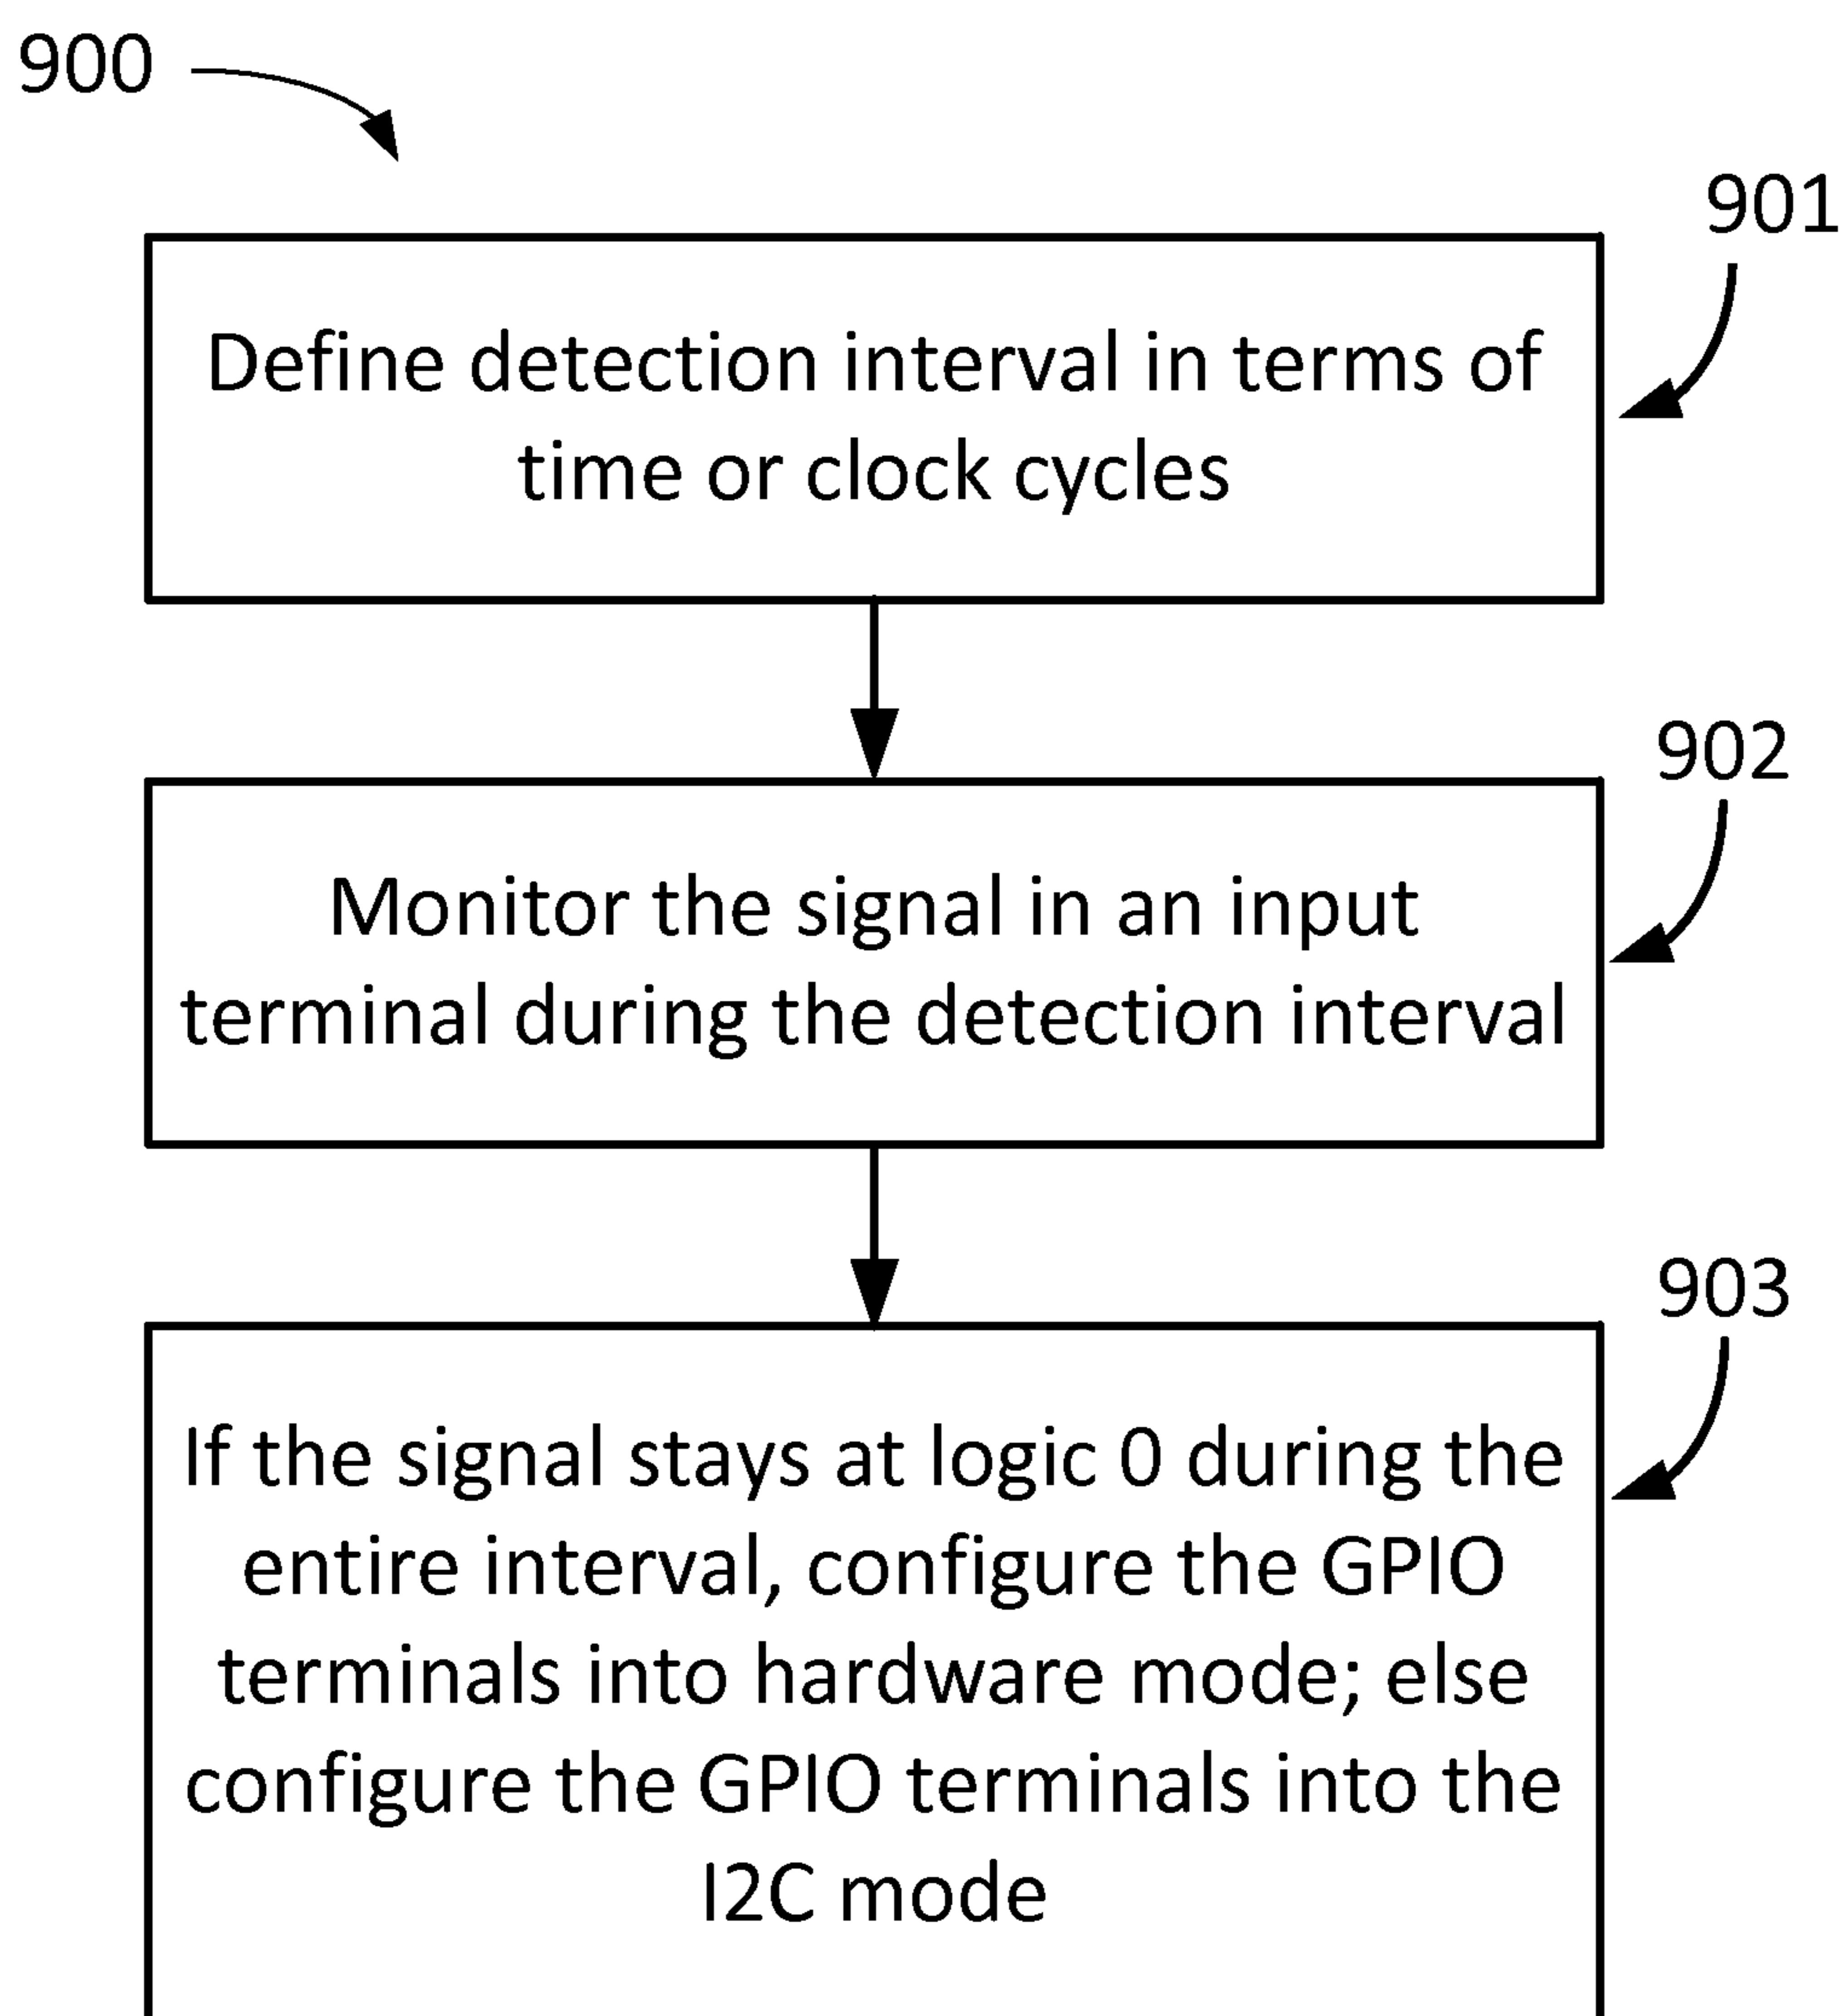 900
901
Define detection interval in terms of
time or clock cycles
902
Monitor the signal in an input
terminal during the detection interval
903
If the signal stays at logic 0 during the
entire interval, configure the GPIO
terminals into hardware mode; else
configure the GPIO terminals into the
I2C mode